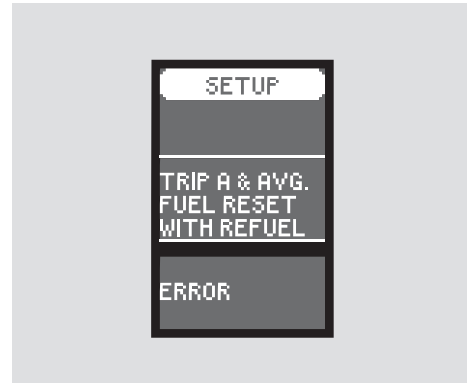 SETUP
TRIP A & AVG.
FUEL RESET
WITH REFUEL
ERROR